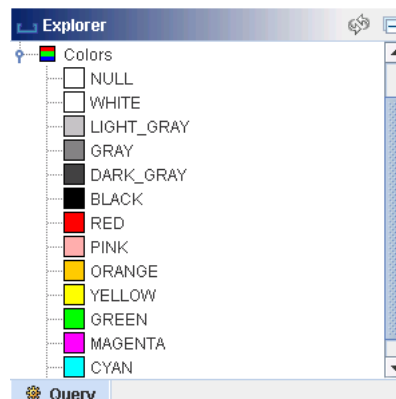 Explorer
Colors
NULL
WHITE
LIGHT_GRAY
GRAY
DARK_GRAY
BLACK
RED
PINK
ORANGE
YELLOW
GREEN
MAGENTA
CYAN
Query